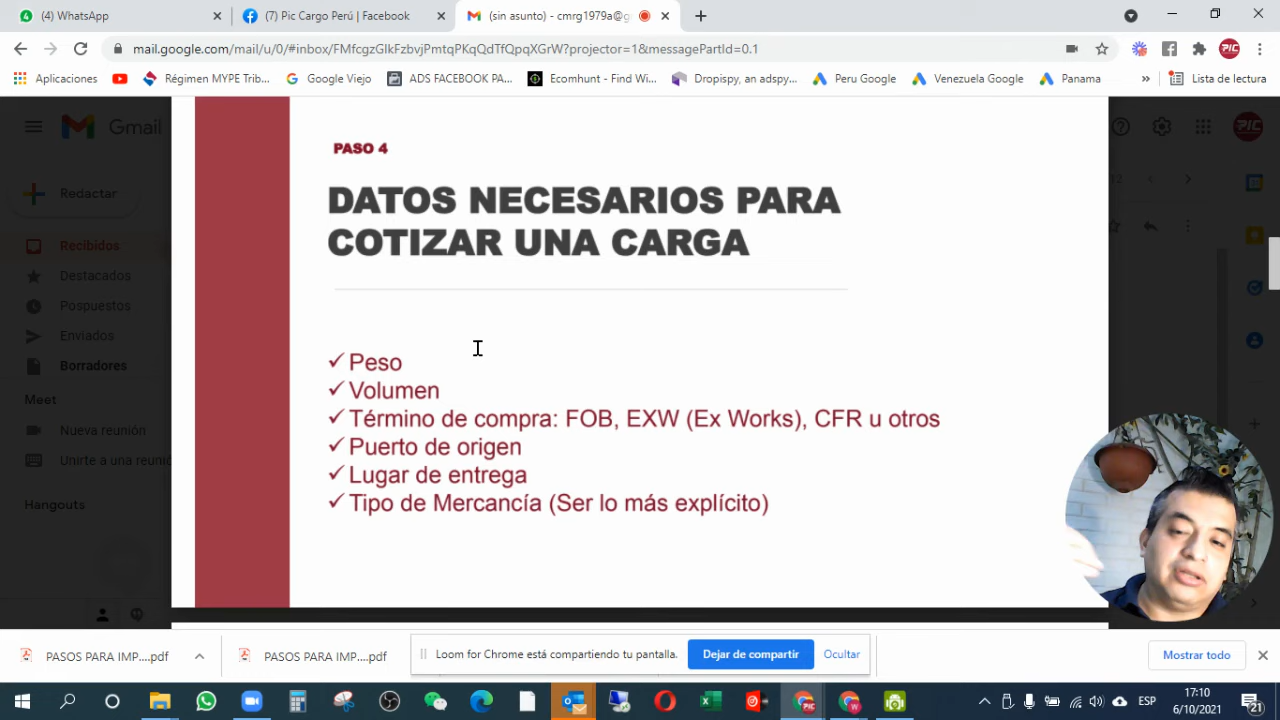 (4) WhatsApp
(7) Pic Cargo Perú | Facebook
(sin asunto) - cmrg1979a@g
mail.google.com/mail/u/0/#inbox/FMfcgzGlkFzbvjPmtqPKqQdTfQpqXGrW?projector=1&messagePartId=0.1
Aplicaciones
Régimen MYPE Trib...
Google Viejo
ADS FACEBOOK PA...
Ecomhunt - Find Wi...
Dropispy, an adspy...
Peru Google
Venezuela Google
Panama
»
Lista de lectura
Gmail
PIC
PIC
Redactar
Recibidos
Destacados
Pospuestos
Enviados
Borradores
Meet
Nueva reunión
Unirte a una reunió
Hangouts
PASO 4
DATOS NECESARIOS PARA
COTIZAR UNA CARGA
✓ Peso
✓ Volumen
✓ Término de compra: FOB, EXW (Ex Works), CFR u otros
✓ Puerto de origen
✓ Lugar de entrega
✓ Tipo de Mercancía (Ser lo más explícito)
PASOS PARA IMP....pdf
PASOS PARA IMP....pdf
Loom for Chrome está compartiendo tu pantalla.
Dejar de compartir
Ocultar
Mostrar todo
ESP
17:10
6/10/2021
21